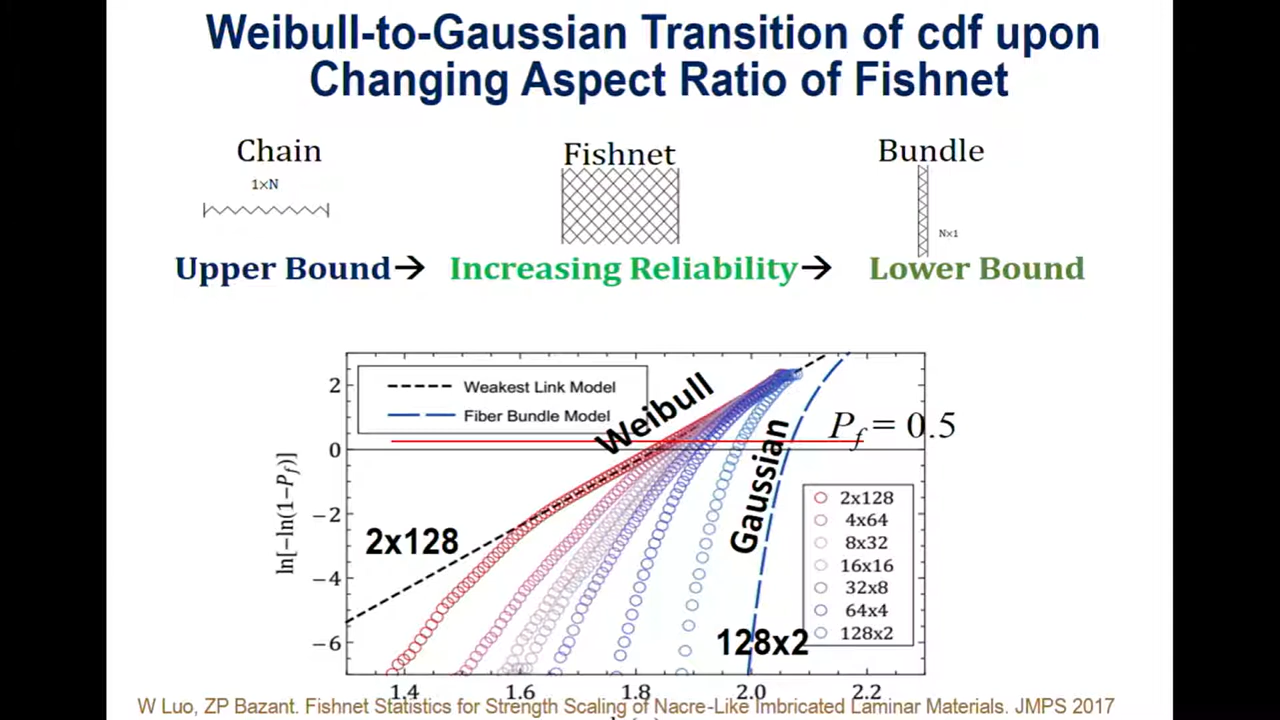 Weibull-to-Gaussian Transition of cdf upon
Changing Aspect Ratio of Fishnet
Chain
Fishnet
Bundle
1×N
N×1
Upper Bound→
Increasing Reliability→
Lower Bound
Weakest Link Model
Fiber Bundle Model
Weibull
Gaussian
Pf = 0.5
2
0
−2
−4
−6
ln[−ln(1−Pf)]
2x128
128x2
2x128
4x64
8x32
16x16
32x8
64x4
128x2
1.4 1.6 1.8 2.0 2.2
W Luo, ZP Bazant. Fishnet Statistics for Strength Scaling of Nacre-Like Imbricated Laminar Materials. JMPS 2017